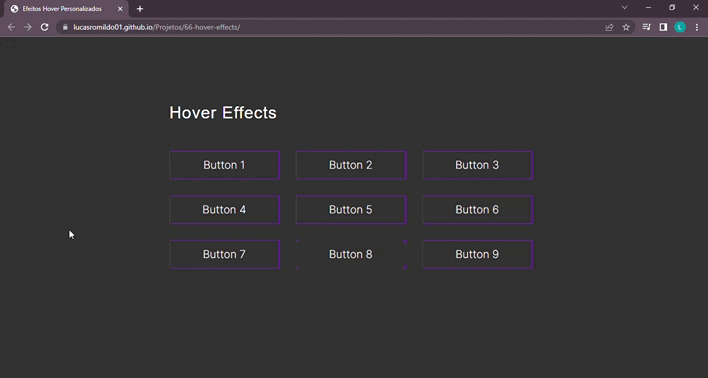 Efeitos Hover Personalizados
lucasromildo01.github.io/Projetos/66-hover-effects/
L
Hover Effects
Button 1
Button 2
Button 3
Button 4
Button 5
Button 6
Button 7
Button 8
Button 9